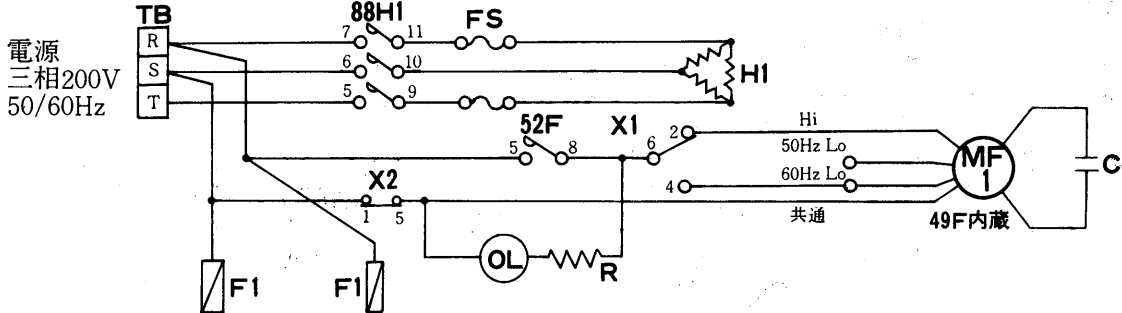 TB
88H1
FS
電源
三相200V
50/60Hz
R
S
T
7
11
6
10
5
9
H1
52F
5
8
X1
6
2
4
Hi
50Hz Lo
60Hz Lo
共通
MF
1
49F内蔵
C
X2
1
5
OL
R
F1
F1